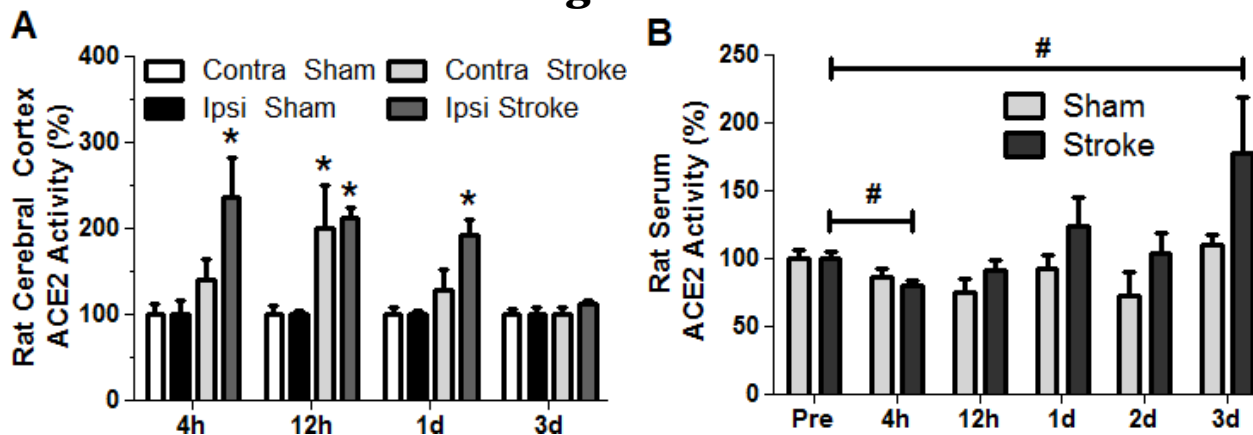 g
A
Rat Cerebral Cortex
ACE2 Activity (%)
400
300
200
100
0
Contra Sham
Contra Stroke
Ipsi Sham
Ipsi Stroke
*
*
*
*
4h
12h
1d
3d
B
Rat Serum
ACE2 Activity (%)
250
200
150
100
50
0
#
#
Sham
Stroke
Pre
4h
12h
1d
2d
3d